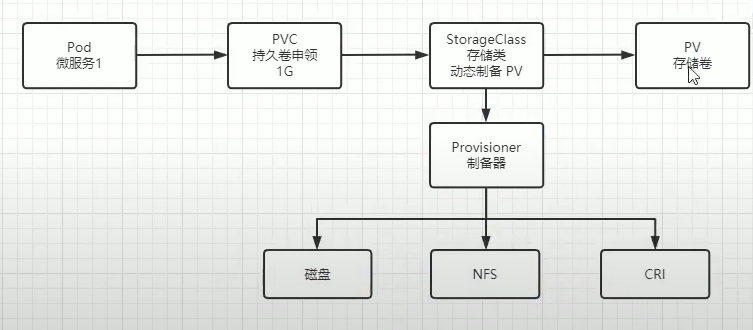 Pod
微服务1
PVC
持久卷申领
1G
StorageClass
存储类
动态制备 PV
PV
存储卷
Provisioner
制备器
磁盘
NFS
CRI